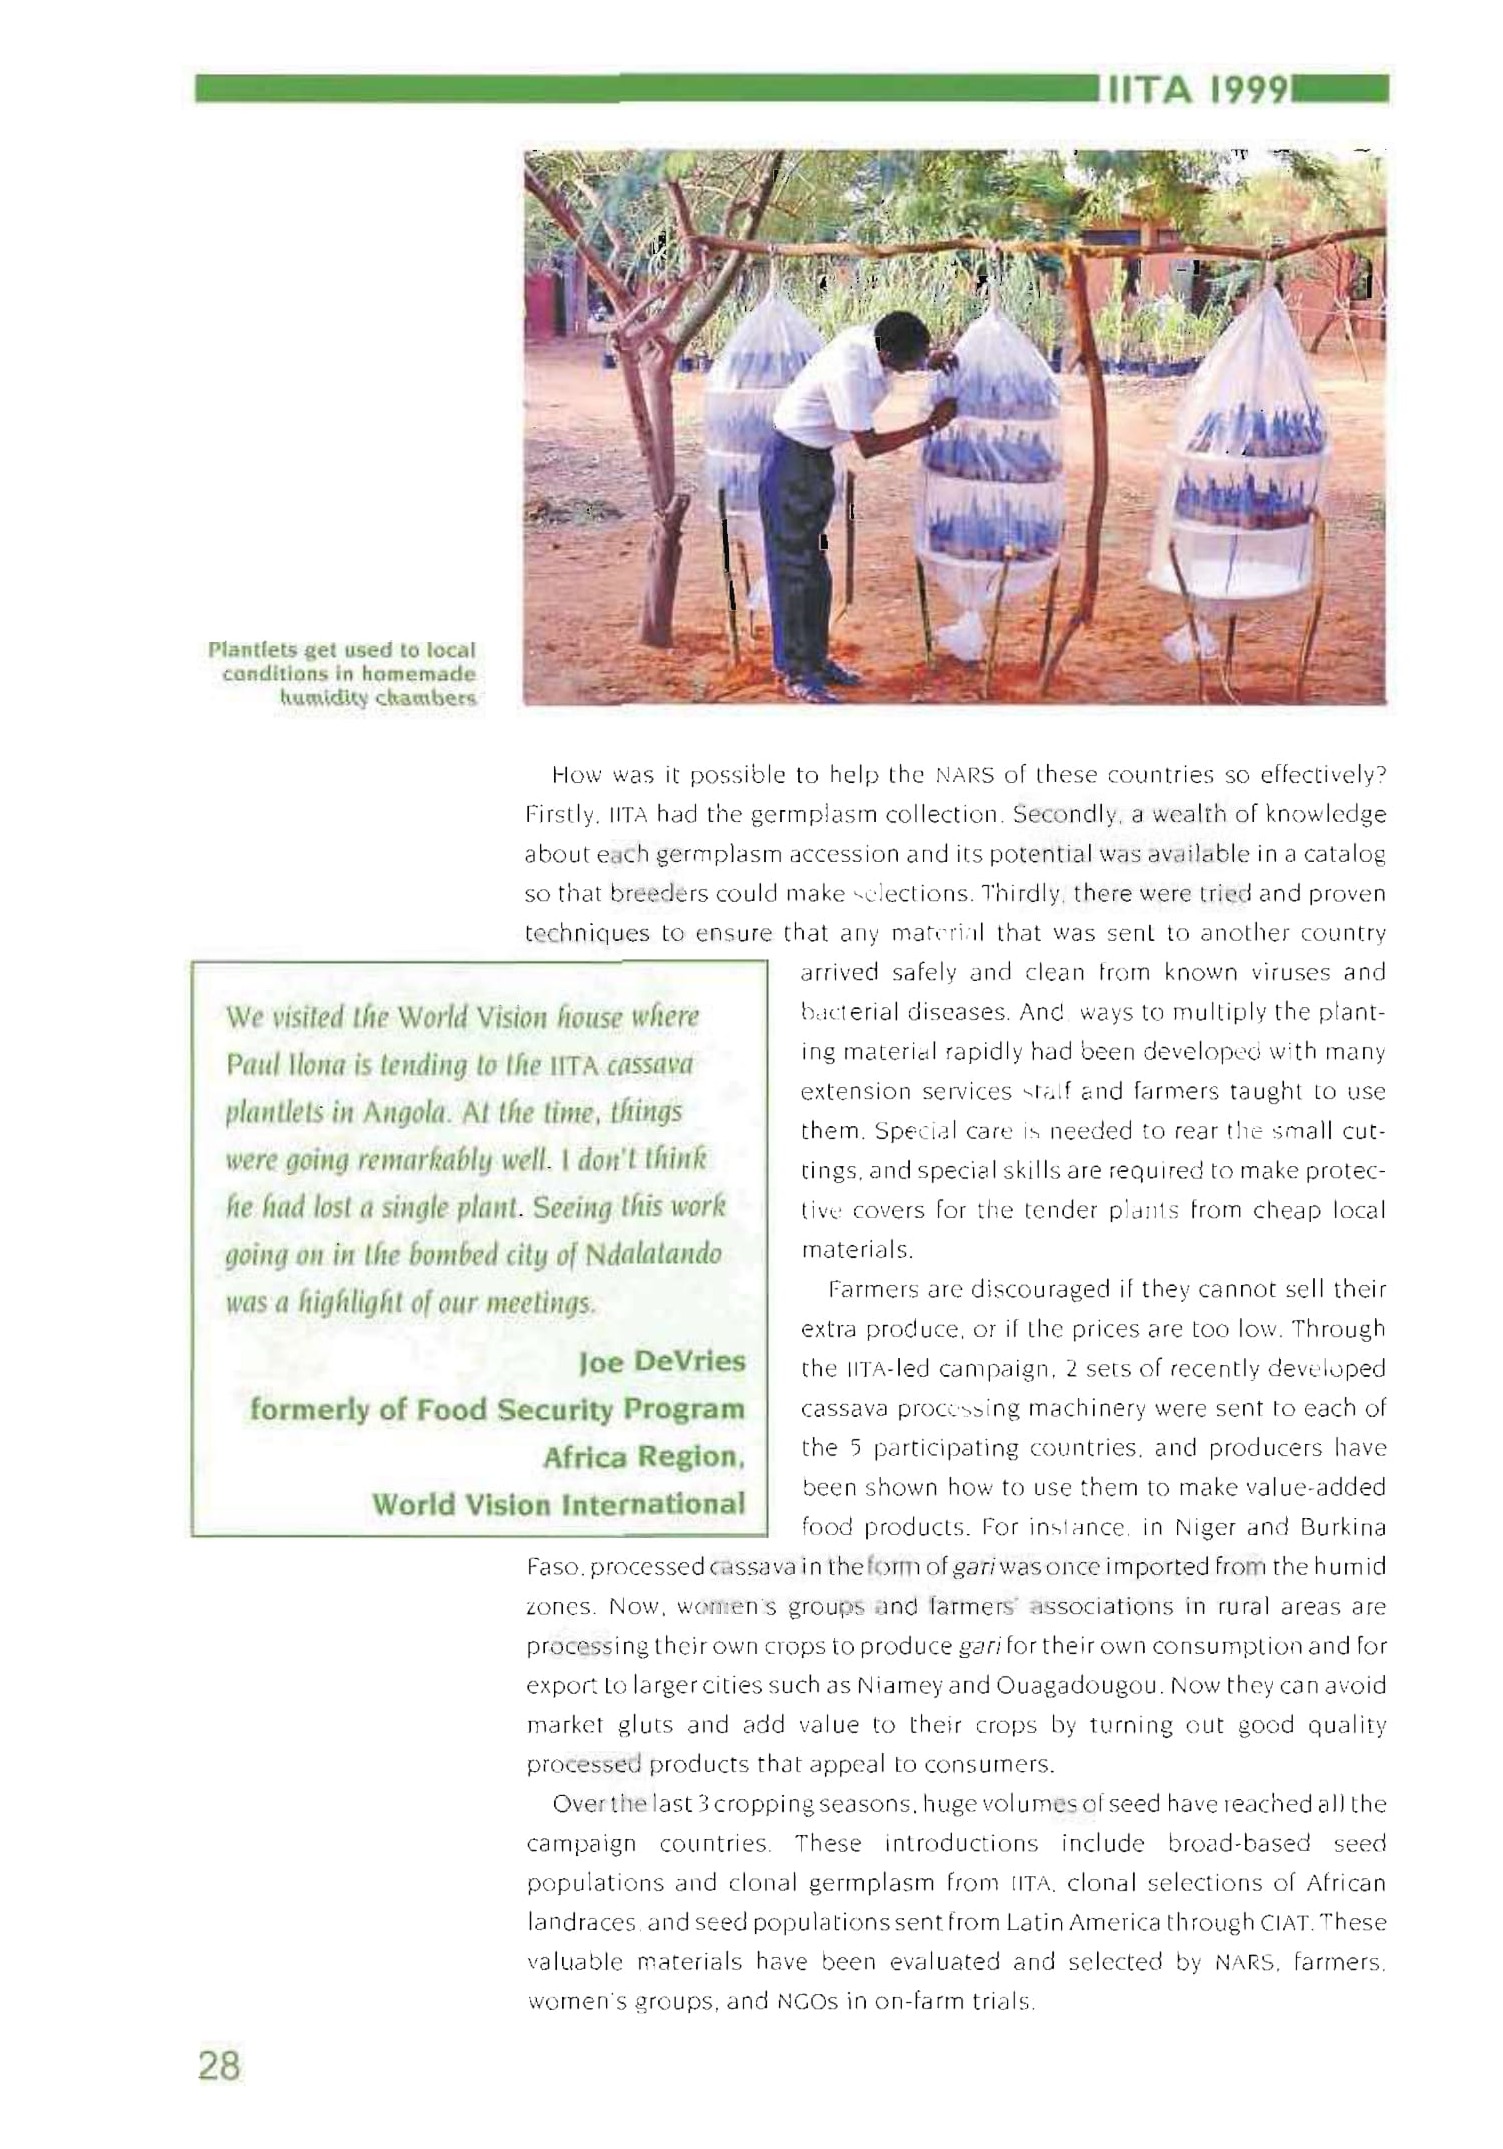 IITA 1999
Plantlets get used to local
conditions in homemade
humidity chambers
How was it possible to help the NARS of these countries so effectively?
Firstly, IITA had the germplasm collection. Secondly, a wealth of knowledge
about each germplasm accession and its potential was available in a catalog
so that breeders could make selections. Thirdly, there were tried and proven
techniques to ensure that any material that was sent to another country
arrived safely and clean from known viruses and
bacterial diseases. And, ways to multiply the plant-
ing material rapidly had been developed with many
extension services staff and farmers taught to use
them. Special care is needed to rear the small cut-
tings, and special skills are required to make protec-
tive covers for the tender plants from cheap local
materials.
We visited the World Vision house where
Paul Ilona is tending to the IITA cassava
plantlets in Angola. At the time, things
were going remarkably well. I don't think
he had lost a single plant. Seeing this work
going on in the bombed city of Ndalatando
was a highlight of our meetings.
Joe DeVries
formerly of Food Security Program
Africa Region,
World Vision International
Farmers are discouraged if they cannot sell their
extra produce, or if the prices are too low. Through
the IITA-led campaign, 2 sets of recently developed
cassava processing machinery were sent to each of
the 5 participating countries, and producers have
been shown how to use them to make value-added
food products. For instance, in Niger and Burkina
Faso, processed cassava in the form of gari was once imported from the humid
zones. Now, women's groups and farmers' associations in rural areas are
processing their own crops to produce gari for their own consumption and for
export to larger cities such as Niamey and Ouagadougou. Now they can avoid
market gluts and add value to their crops by turning out good quality
processed products that appeal to consumers.
Over the last 3 cropping seasons, huge volumes of seed have reached all the
campaign countries. These introductions include broad-based seed
populations and clonal germplasm from IITA, clonal selections of African
landraces, and seed populations sent from Latin America through CIAT. These
valuable materials have been evaluated and selected by NARS, farmers,
women's groups, and NGOs in on-farm trials.
28